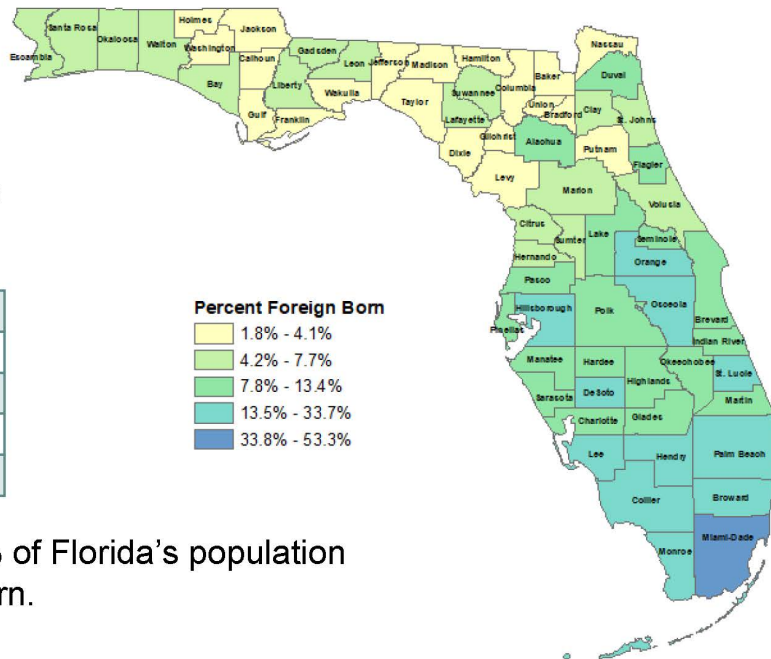 Holmes
Jackson
Santa Rosa
Okaloosa
Walton
Washington
Escambia
Calhoun
Bay
Gulf
Gadsden
Liberty
Franklin
Leon
Jefferson
Wakulla
Madison
Taylor
Hamilton
Suwannee
Lafayette
Columbia
Baker
Union
Bradford
Nassau
Duval
Clay
St. Johns
Gilchrist
Dixie
Levy
Alachua
Putnam
Flagler
Marion
Volusia
Citrus
Sumter
Lake
Seminole
Orange
Hernando
Pasco
Osceola
Brevard
Hillsborough
Polk
Pinellas
Indian River
Manatee
Hardee
Okeechobee
St. Lucie
Highlands
Sarasota
DeSoto
Martin
Charlotte
Glades
Lee
Hendry
Palm Beach
Collier
Broward
Monroe
Miami-Dade
Percent Foreign Born
1.8% - 4.1%
4.2% - 7.7%
7.8% - 13.4%
13.5% - 33.7%
33.8% - 53.3%
of Florida's population
rn.